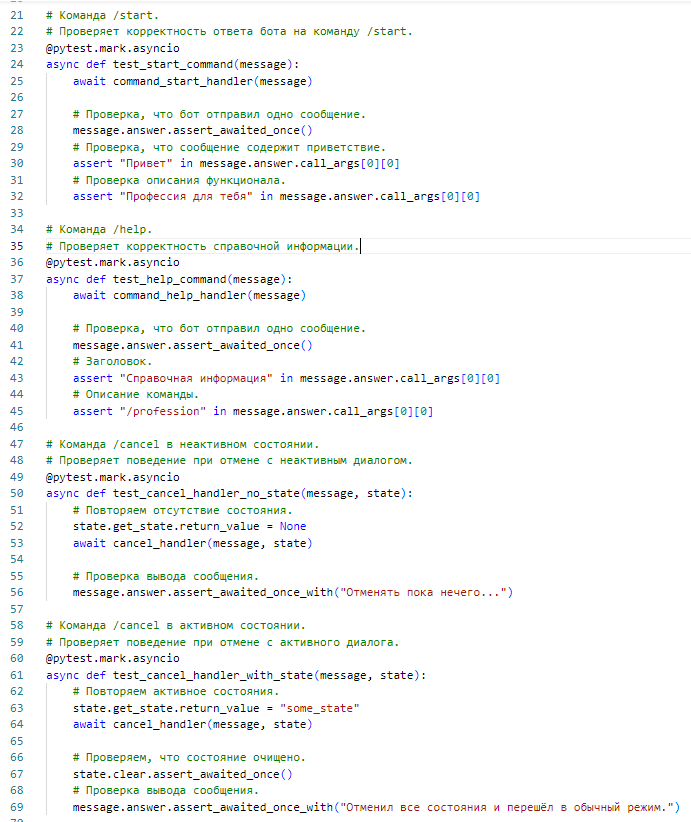 21 # Команда /start.
22 # Проверяет корректность ответа бота на команду /start.
23 @pytest.mark.asyncio
24 async def test_start_command(message):
25     await command_start_handler(message)
26
27     # Проверка, что бот отправил одно сообщение.
28     message.answer.assert_awaited_once()
29     # Проверка, что сообщение содержит приветствие.
30     assert "Привет" in message.answer.call_args[0][0]
31     # Проверка описания функционала.
32     assert "Профессия для тебя" in message.answer.call_args[0][0]
33
34 # Команда /help.
35 # Проверяет корректность справочной информации.
36 @pytest.mark.asyncio
37 async def test_help_command(message):
38     await command_help_handler(message)
39
40     # Проверка, что бот отправил одно сообщение.
41     message.answer.assert_awaited_once()
42     # Заголовок.
43     assert "Справочная информация" in message.answer.call_args[0][0]
44     # Описание команды.
45     assert "/profession" in message.answer.call_args[0][0]
46
47 # Команда /cancel в неактивном состоянии.
48 # Проверяет поведение при отмене с неактивным диалогом.
49 @pytest.mark.asyncio
50 async def test_cancel_handler_no_state(message, state):
51     # Повторяем отсутствие состояния.
52     state.get_state.return_value = None
53     await cancel_handler(message, state)
54
55     # Проверка вывода сообщения.
56     message.answer.assert_awaited_once_with("Отменять пока нечего...")
57
58 # Команда /cancel в активном состоянии.
59 # Проверяет поведение при отмене с активного диалога.
60 @pytest.mark.asyncio
61 async def test_cancel_handler_with_state(message, state):
62     # Повторяем активное состояния.
63     state.get_state.return_value = "some_state"
64     await cancel_handler(message, state)
65
66     # Проверяем, что состояние очищено.
67     state.clear.assert_awaited_once()
68     # Проверка вывода сообщения.
69     message.answer.assert_awaited_once_with("Отменил все состояния и перешёл в обычный режим.")